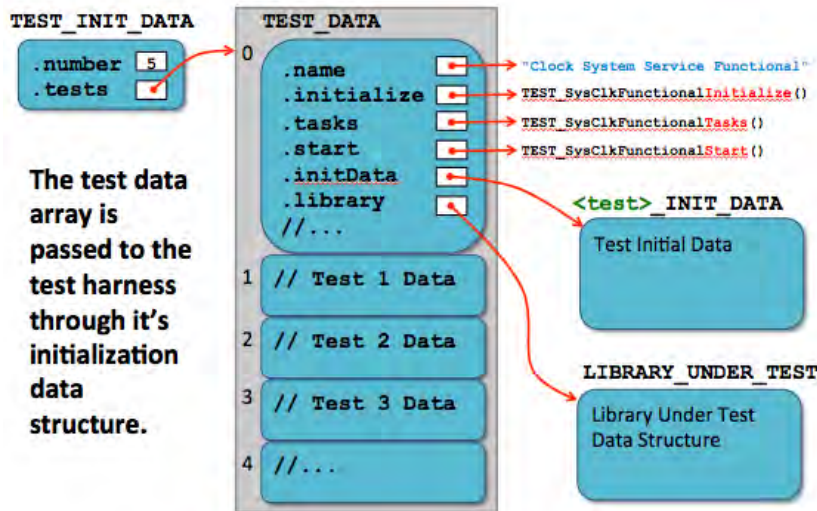 TEST_INIT_DATA
.number 5
.tests
The test data
array is
passed to the
test harness
through it's
initialization
data
structure.
TEST_DATA
0
.name
.initialize
.tasks
.start
.initData
.library
//...
1 // Test 1 Data
2 // Test 2 Data
3 // Test 3 Data
4 //...
"Clock System Service Functional"
TEST_SysClkFunctionalInitialize()
TEST_SysClkFunctionalTasks()
TEST_SysClkFunctionalStart()
<test>_INIT_DATA
Test Initial Data
LIBRARY_UNDER_TEST
Library Under Test
Data Structure